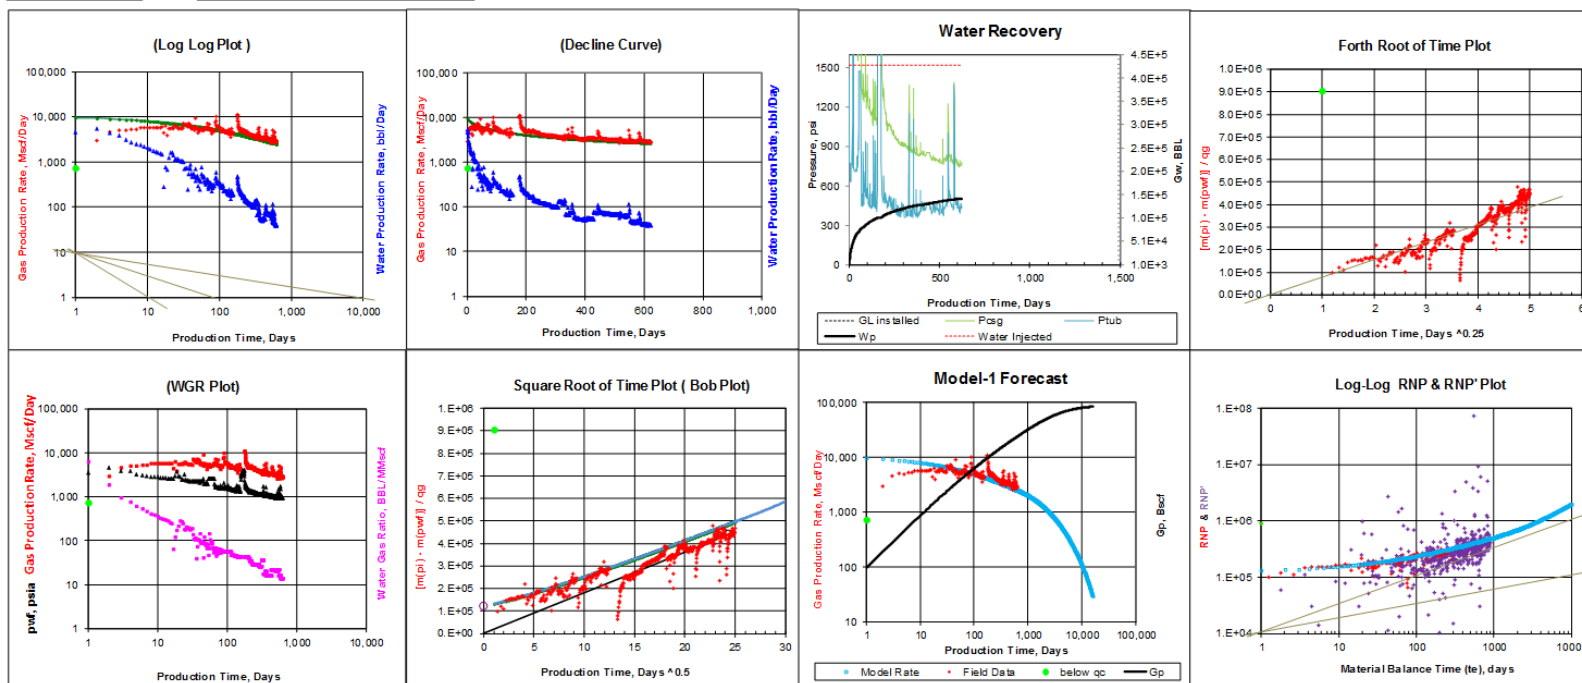 (Log Log Plot )
Gas Production Rate, Mscf/Day
100,000
10,000
1,000
100
10
1
1
10
100
1,000
10,000
Production Time, Days
Water Production Rate, bbl/Day
(Decline Curve)
Gas Production Rate, Mscf/Day
100,000
10,000
1,000
100
10
1
0
200
400
600
800
1,000
Production Time, Days
Water Production Rate, bbl/Day
Water Recovery
Pressure, psi
1500
1200
900
600
300
0
0
500
1,000
1,500
4.5E+5
4.0E+5
3.5E+5
3.0E+5
2.5E+5
2.0E+5
1.5E+5
1.0E+5
5.1E+4
1.0E+3
Gw, BBL
Production Time, Days
GL installed
Pcsg
Ptub
Wp
Water Injected
Forth Root of Time Plot
[m(pi) - m(pwf)] / qg
1.0E+06
9.0E+05
8.0E+05
7.0E+05
6.0E+05
5.0E+05
4.0E+05
3.0E+05
2.0E+05
1.0E+05
0.0E+00
0
1
2
3
4
5
6
Production Time, Days ^0.25
(WGR Plot)
pwf, psia Gas Production Rate, Mscf/Day
100,000
10,000
1,000
100
10
1
1
10
100
1,000
10,000
Production Time, Days
Water Gas Ratio, BBL/MMscf
Square Root of Time Plot ( Bob Plot)
[m(pi) - m(pwf)] / qg
1.E+06
9.E+05
8.E+05
7.E+05
6.E+05
5.E+05
4.E+05
3.E+05
2.E+05
1.E+05
0.E+00
0
5
10
15
20
25
30
Production Time, Days ^0.5
Model-1 Forecast
Gas Production Rate, Mscf/Day
100,000
10,000
1,000
100
10
1
10
100
1,000
10,000
100,000
Gp, Bscf
Production Time, Days
Model Rate
Field Data
below qc
Gp
Log-Log RNP & RNP' Plot
RNP & RNP'
1.E+08
1.E+07
1.E+06
1.E+05
1.E+04
1
10
100
1000
10000
Material Balance Time (te), days